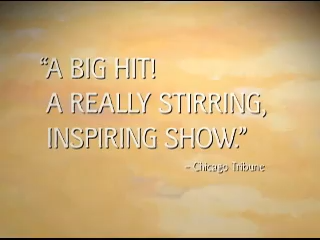 “A BIG HIT!
A REALLY STIRRING,
INSPIRING SHOW.”
– Chicago Tribune